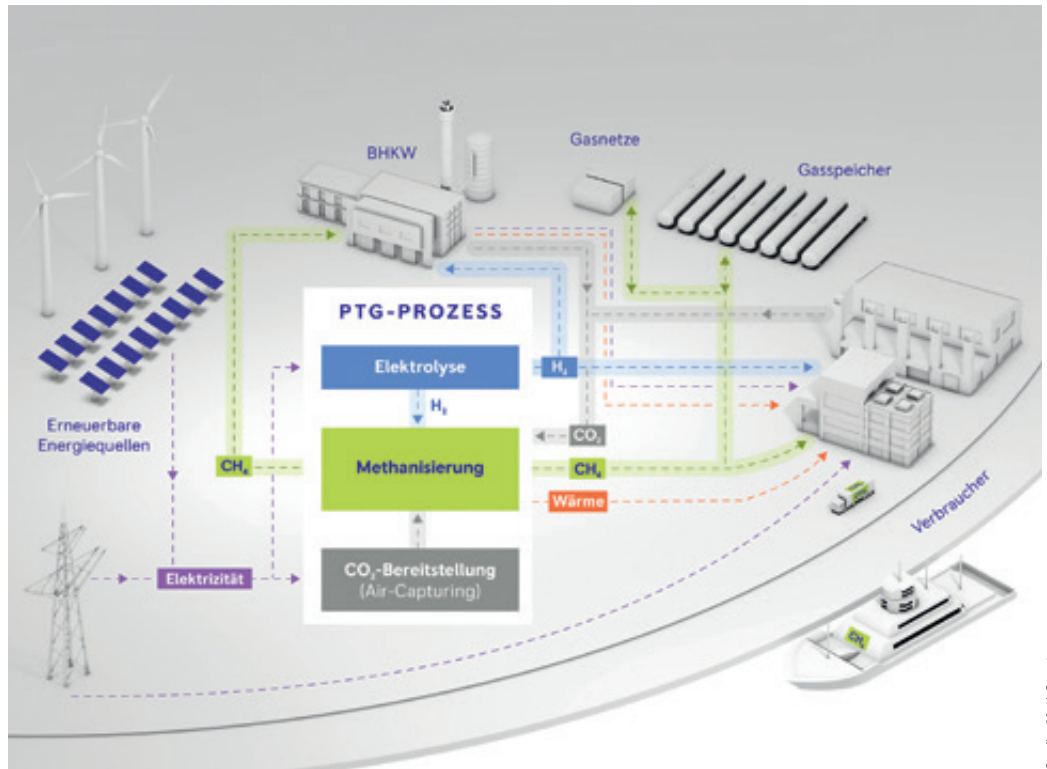 BHKW
Gasnetze
Gasspeicher
PTG-PROZESS
Elektrolyse
H₂
H₂
Erneuerbare
Energiequellen
CO₂
CH₄
Methanisierung
CH₄
Wärme
Verbraucher
Elektrizität
CO₂-Bereitstellung
(Air-Capturing)
CH₄